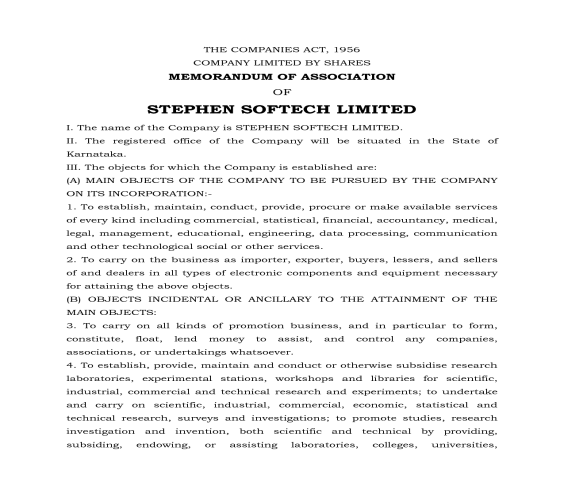 THE COMPANIES ACT, 1956
COMPANY LIMITED BY SHARES
MEMORANDUM OF ASSOCIATION
OF
STEPHEN SOFTECH LIMITED
I. The name of the Company is STEPHEN SOFTECH LIMITED.
II. The registered office of the Company will be situated in the State of
Karnataka.
III. The objects for which the Company is established are:
(A) MAIN OBJECTS OF THE COMPANY TO BE PURSUED BY THE COMPANY
ON ITS INCORPORATION:-
1. To establish, maintain, conduct, provide, procure or make available services
of every kind including commercial, statistical, financial, accountancy, medical,
legal, management, educational, engineering, data processing, communication
and other technological social or other services.
2. To carry on the business as importer, exporter, buyers, lessers, and sellers
of and dealers in all types of electronic components and equipment necessary
for attaining the above objects.
(B) OBJECTS INCIDENTAL OR ANCILLARY TO THE ATTAINMENT OF THE
MAIN OBJECTS:
3. To carry on all kinds of promotion business, and in particular to form,
constitute, float, lend money to assist, and control any companies,
associations, or undertakings whatsoever.
4. To establish, provide, maintain and conduct or otherwise subsidise research
laboratories, experimental stations, workshops and libraries for scientific,
industrial, commercial and technical research and experiments; to undertake
and carry on scientific, industrial, commercial, economic, statistical and
technical research, surveys and investigations; to promote studies, research
investigation and invention, both scientific and technical by providing,
subsiding, endowing, or assisting laboratories, colleges, universities,